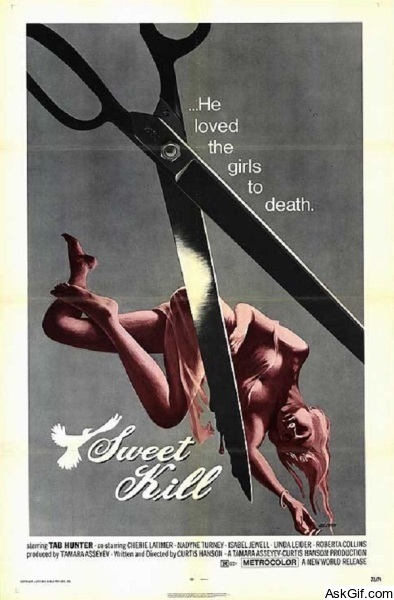 ...He
loved
the
girls
to
death.
Sweet
Kill
starring TAB HUNTER · co-starring CHERIE LATIMER · NADYNE TURNEY · ISABEL JEWELL · LINDA LEIDER · ROBERTA COLLINS
produced by TAMARA ASSEYEV · Written and Directed by CURTIS HANSON · A TAMARA ASSEYEV-CURTIS HANSON PRODUCTION
R METROCOLOR A NEW WORLD RELEASE
AskGif.com